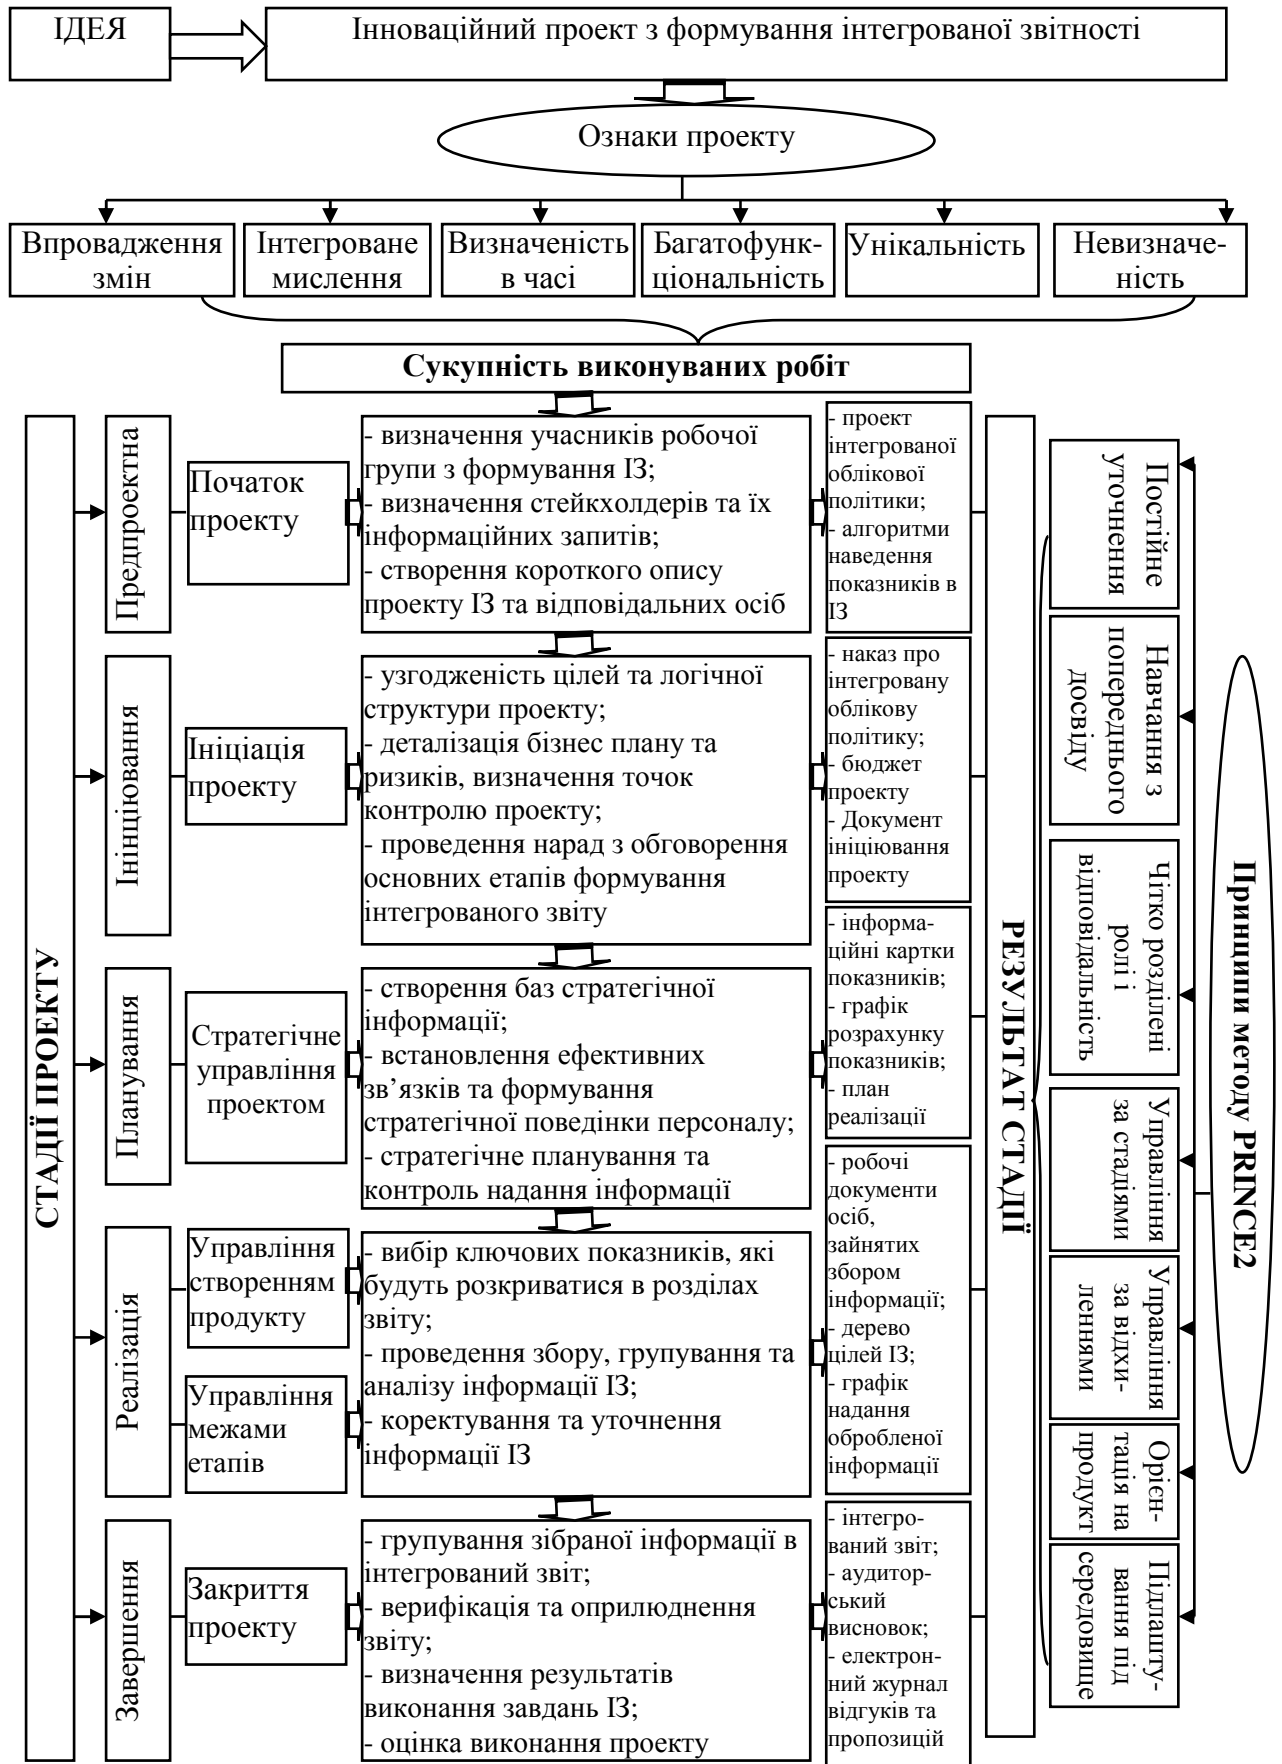 ІДЕЯ
Інноваційний проект з формування інтегрованої звітності
Ознаки проекту
Впровадження
змін
Інтегроване
мислення
Визначеність
в часі
Багатофунк-
ціональність
Унікальність
Невизначе-
ність
Сукупність виконуваних робіт
СТАДІЇ ПРОЕКТУ
Предпроектна
Початок
проекту
- визначення учасників робочої
групи з формування ІЗ;
- визначення стейкхолдерів та їх
інформаційних запитів;
- створення короткого опису
проекту ІЗ та відповідальних осіб
- проект
інтегрованої
облікової
політики;
- алгоритми
наведення
показників в
ІЗ
Інінціювання
Ініціація
проекту
- узгодженість цілей та логічної
структури проекту;
- деталізація бізнес плану та
ризиків, визначення точок
контролю проекту;
- проведення нарад з обговорення
основних етапів формування
інтегрованого звіту
- наказ про
інтегровану
облікову
політику;
- бюджет
проекту
- Документ
ініціювання
проекту
Планування
Стратегічне
управління
проектом
- створення баз стратегічної
інформації;
- встановлення ефективних
зв’язків та формування
стратегічної поведінки персоналу;
- стратегічне планування та
контроль надання інформації
- інформа-
ційні картки
показників;
- графік
розрахунку
показників;
- план
реалізації
Реалізація
Управління
створенням
продукту
Управління
межами
етапів
- вибір ключових показників, які
будуть розкриватися в розділах
звіту;
- проведення збору, групування та
аналізу інформації ІЗ;
- коректування та уточнення
інформації ІЗ
- робочі
документи
осіб,
зайнятих
збором
інформації;
- дерево
цілей ІЗ;
- графік
надання
обробленої
інформації
Завершення
Закриття
проекту
- групування зібраної інформації в
інтегрований звіт;
- верифікація та оприлюднення
звіту;
- визначення результатів
виконання завдань ІЗ;
- оцінка виконання проекту
- інтегро-
ваний звіт;
- аудитор-
ський
висновок;
- електрон-
ний журнал
відгуків та
пропозицій
РЕЗУЛЬТАТ СТАДІЇ
Постійне
уточнення
Навчання з
попереднього
досвіду
Чітко розділені
ролі і
відповідальність
Управління
за стадіями
Управління
за відхи-
леннями
Орієн-
тація на
продукт
Підлашту-
вання під
середовище
Принципи методу PRINCE2